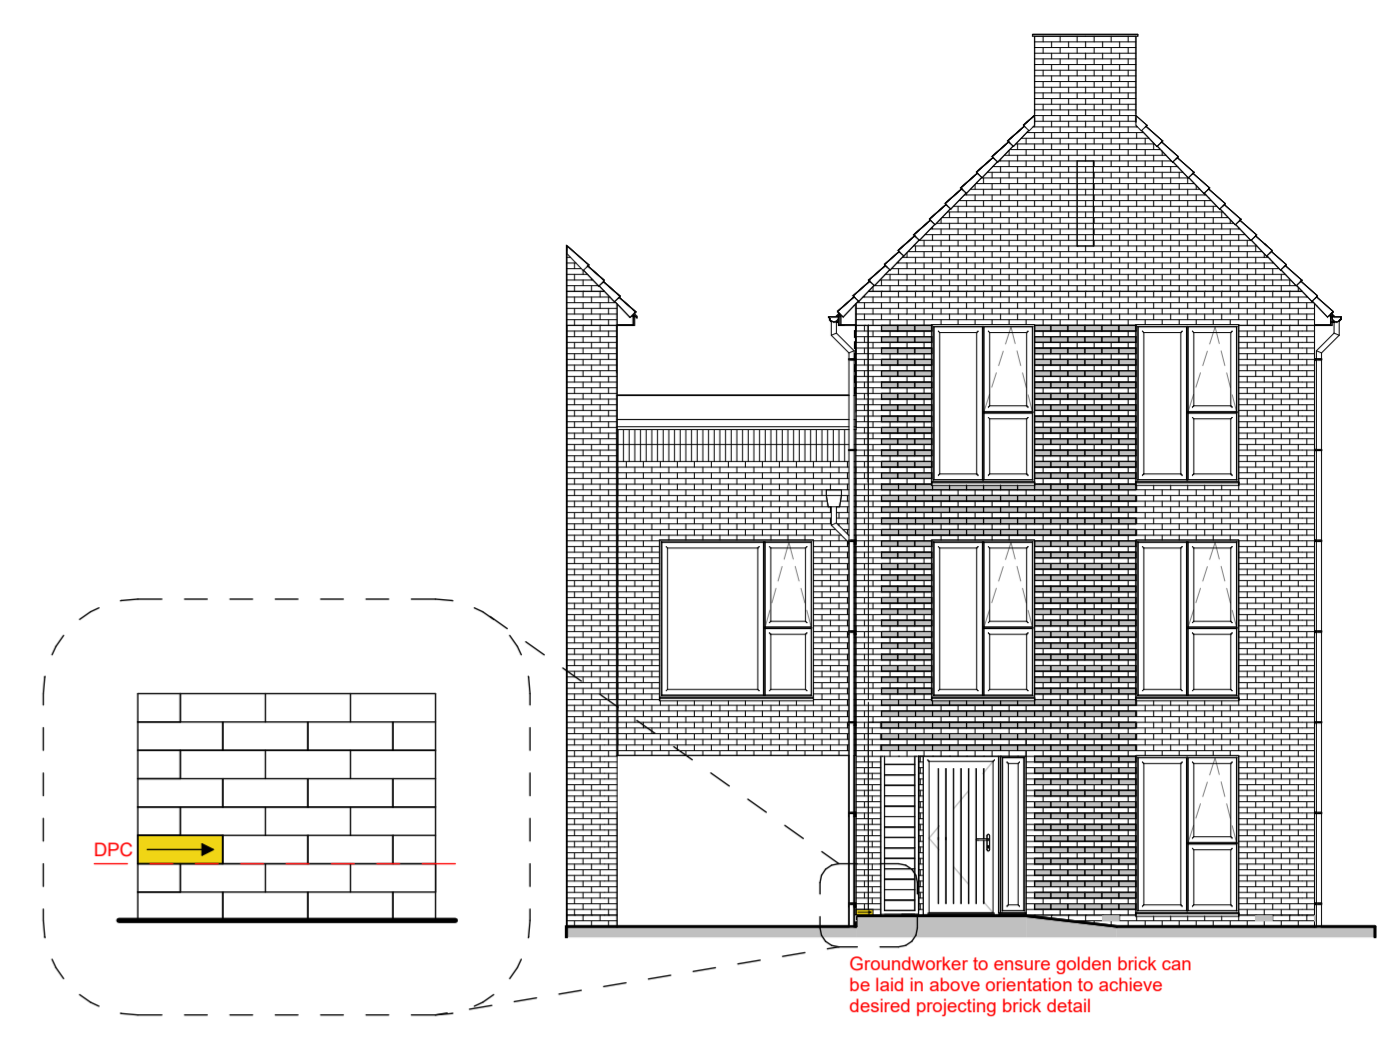 DPC
Groundworker to ensure golden brick can
be laid in above orientation to achieve
desired projecting brick detail